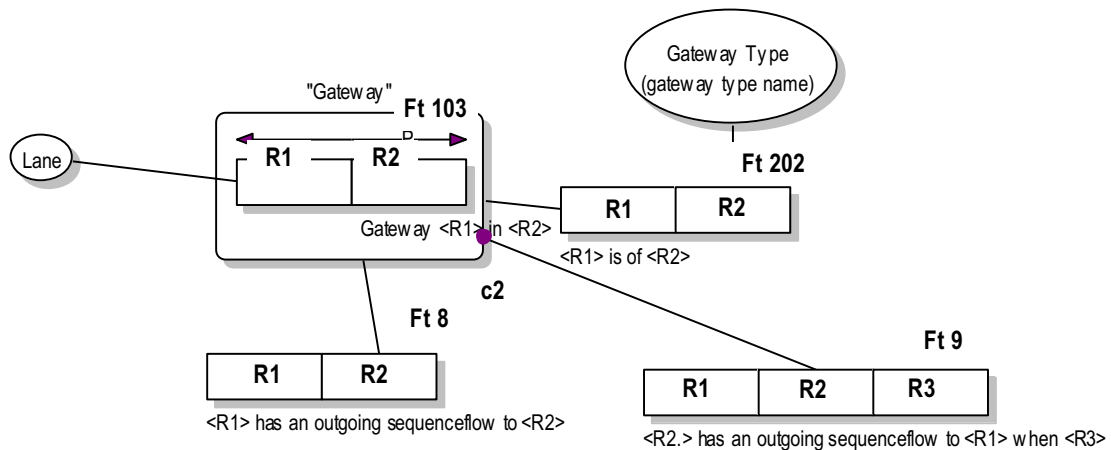 Gateway Type
(gateway type name)
"Gateway"
Ft 103
R1 R2
Lane
Ft 202
R1 R2
Gateway <R1> in <R2>
<R1> is of <R2>
c2
Ft 8
Ft 9
R1 R2
R1 R2 R3
<R1> has an outgoing sequenceflow to <R2>
<R2.> has an outgoing sequenceflow to <R1> when <R3>